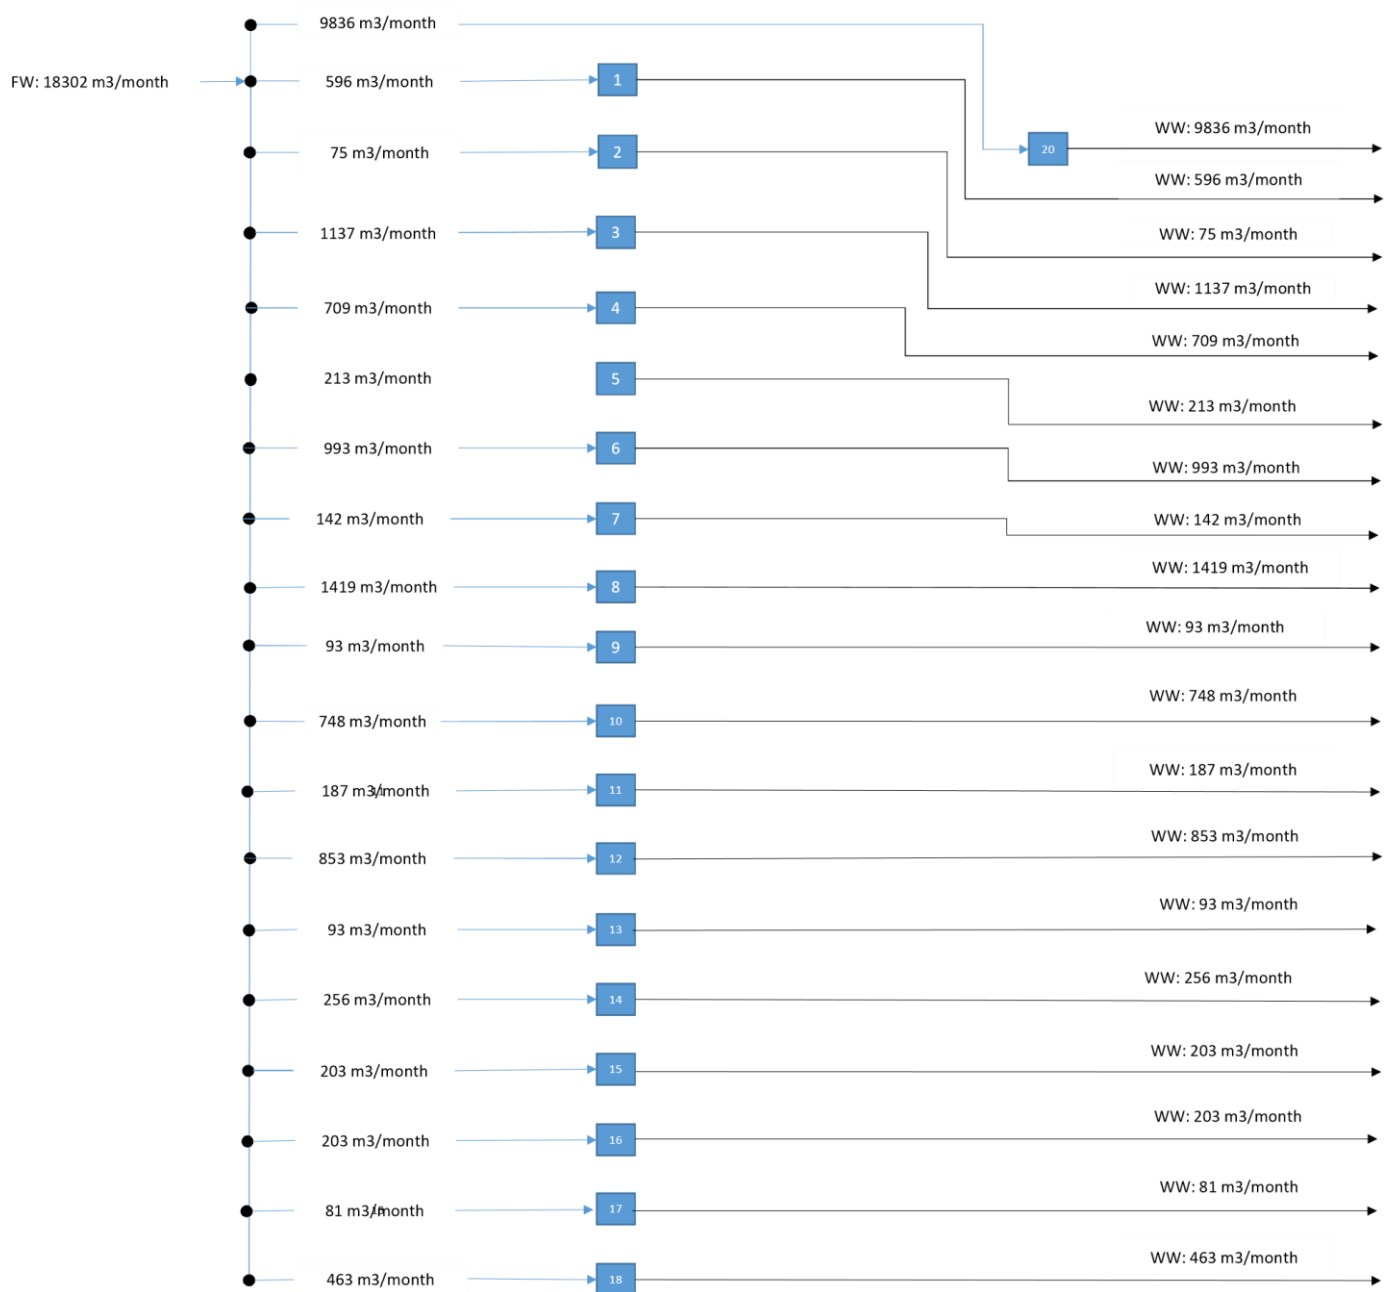 9836 m3/month
FW: 18302 m3/month
596 m3/month
1
75 m3/month
2
20
WW: 9836 m3/month
WW: 596 m3/month
1137 m3/month
3
WW: 75 m3/month
WW: 1137 m3/month
709 m3/month
4
WW: 709 m3/month
213 m3/month
5
WW: 213 m3/month
993 m3/month
6
WW: 993 m3/month
142 m3/month
7
WW: 142 m3/month
1419 m3/month
8
WW: 1419 m3/month
93 m3/month
9
WW: 93 m3/month
748 m3/month
10
WW: 748 m3/month
187 m3/month
11
WW: 187 m3/month
853 m3/month
12
WW: 853 m3/month
93 m3/month
13
WW: 93 m3/month
256 m3/month
14
WW: 256 m3/month
203 m3/month
15
WW: 203 m3/month
203 m3/month
16
WW: 203 m3/month
81 m3/month
17
WW: 81 m3/month
463 m3/month
18
WW: 463 m3/month